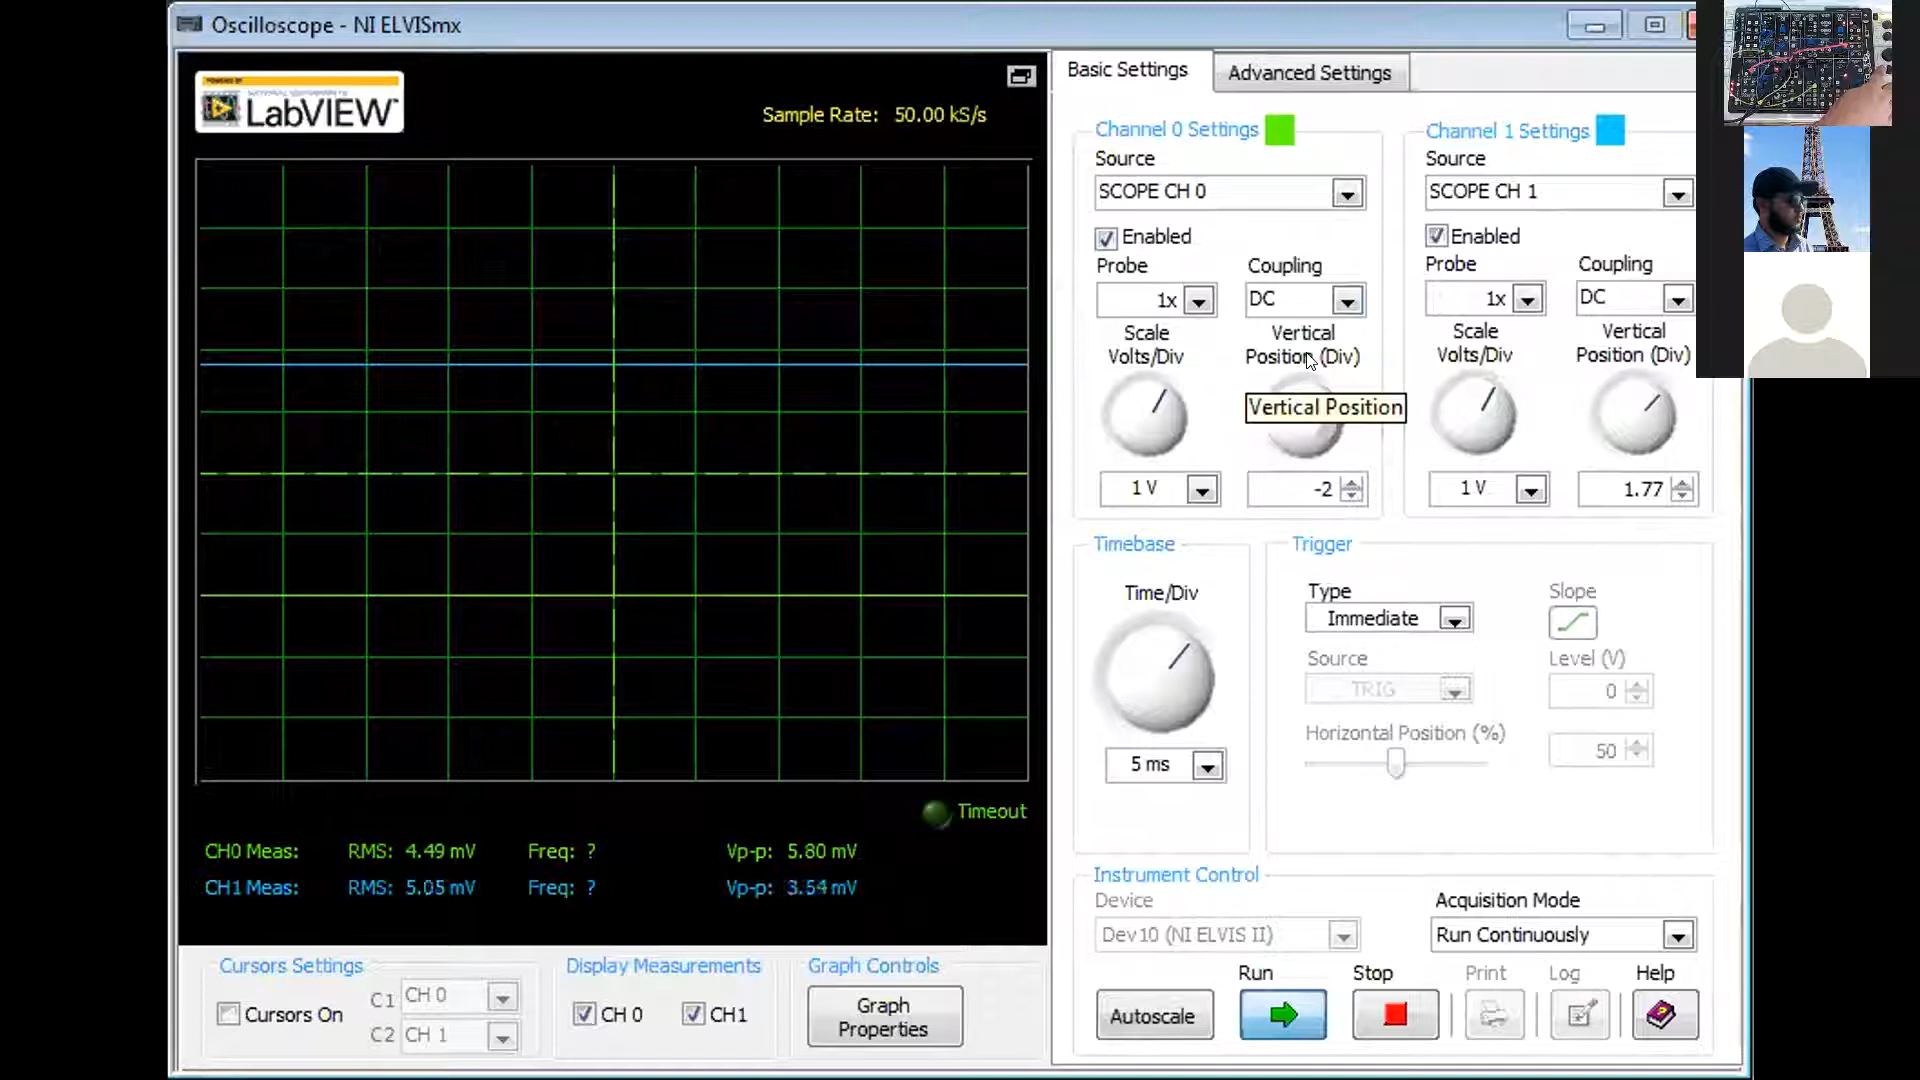 Oscilloscope - NI ELVISmx
POWERED BY
LabVIEW™
Sample Rate: 50.00 kS/s
Basic Settings
Advanced Settings
Channel 0 Settings
Source
SCOPE CH 0
Enabled
Probe
Coupling
1x
DC
Scale
Volts/Div
Vertical
Position (Div)
Vertical Position
1 V
-2
Channel 1 Settings
Source
SCOPE CH 1
Enabled
Probe
Coupling
1x
DC
Scale
Volts/Div
Vertical
Position (Div)
1 V
1.77
Timebase
Time/Div
5 ms
Trigger
Type
Immediate
Slope
Source
TRIG
Level (V)
0
Horizontal Position (%)
50
Timeout
CH0 Meas: RMS: 4.49 mV Freq: ? Vp-p: 5.80 mV
CH1 Meas: RMS: 5.05 mV Freq: ? Vp-p: 3.54 mV
Instrument Control
Device
Dev10 (NI ELVIS II)
Acquisition Mode
Run Continuously
Run
Stop
Print
Log
Help
Autoscale
Cursors Settings
Cursors On
C1 CH 0
C2 CH 1
Display Measurements
CH 0
CH1
Graph Controls
Graph
Properties